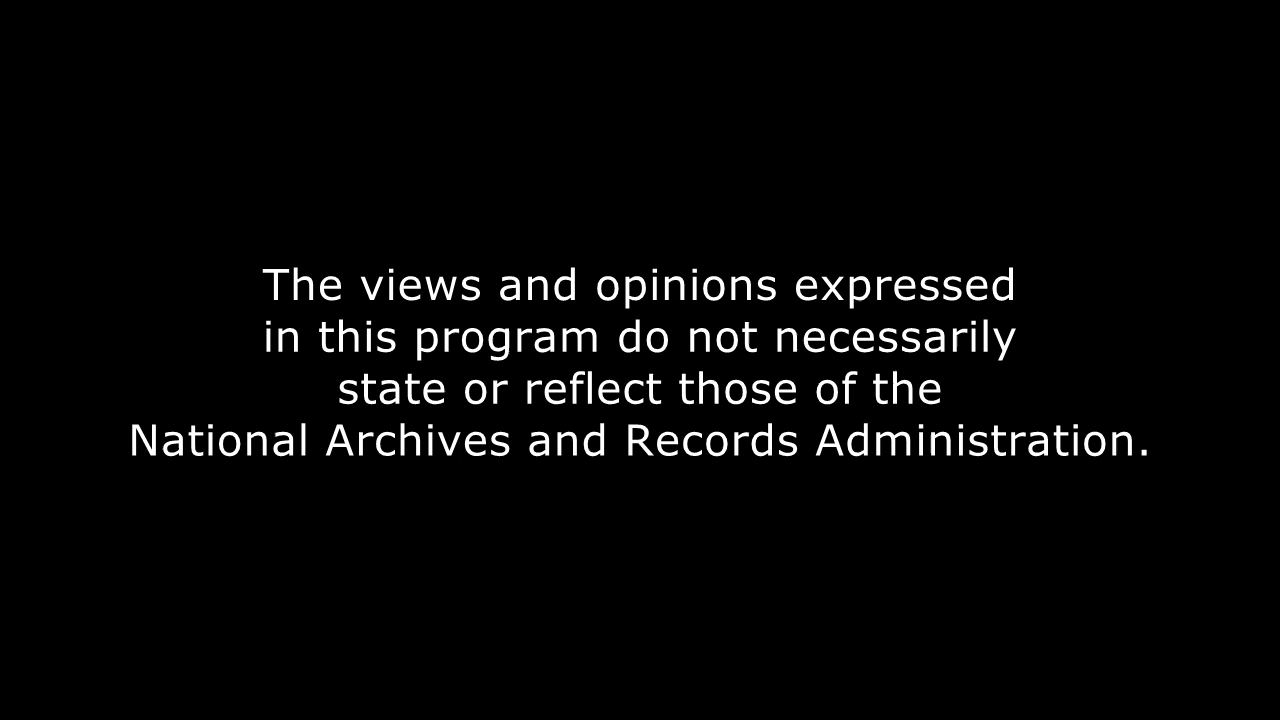 The views and opinions expressed
in this program do not necessarily
state or reflect those of the
National Archives and Records Administration.